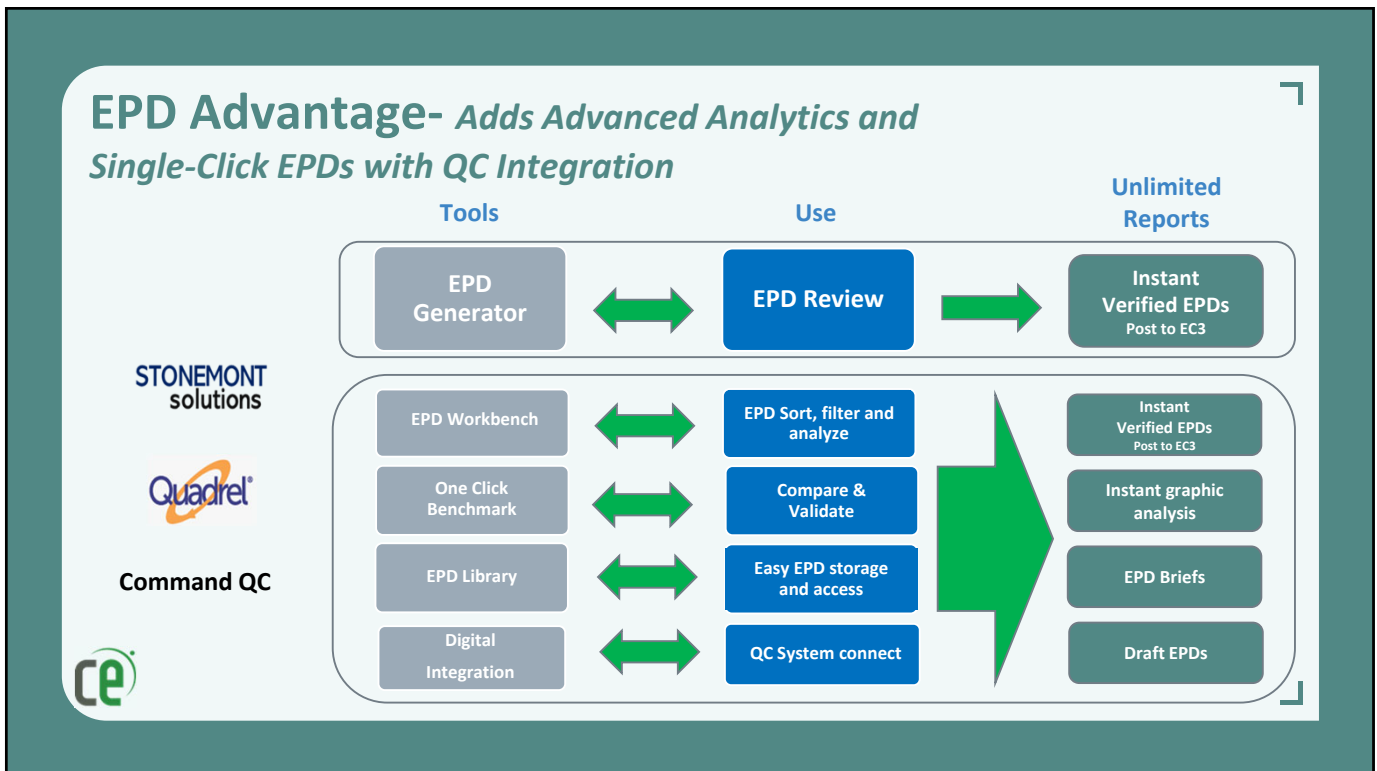 EPD Advantage- Adds Advanced Analytics and
Single-Click EPDs with QC Integration
Tools
Use
Unlimited
Reports
EPD
Generator
EPD Review
Instant
Verified EPDs
Post to EC3
STONEMONT
solutions
Quadrel®
Command QC
EPD Workbench
EPD Sort, filter and
analyze
Instant
Verified EPDs
Post to EC3
One Click
Benchmark
Compare &
Validate
Instant graphic
analysis
EPD Library
Easy EPD storage
and access
EPD Briefs
Digital
Integration
QC System connect
Draft EPDs
ce